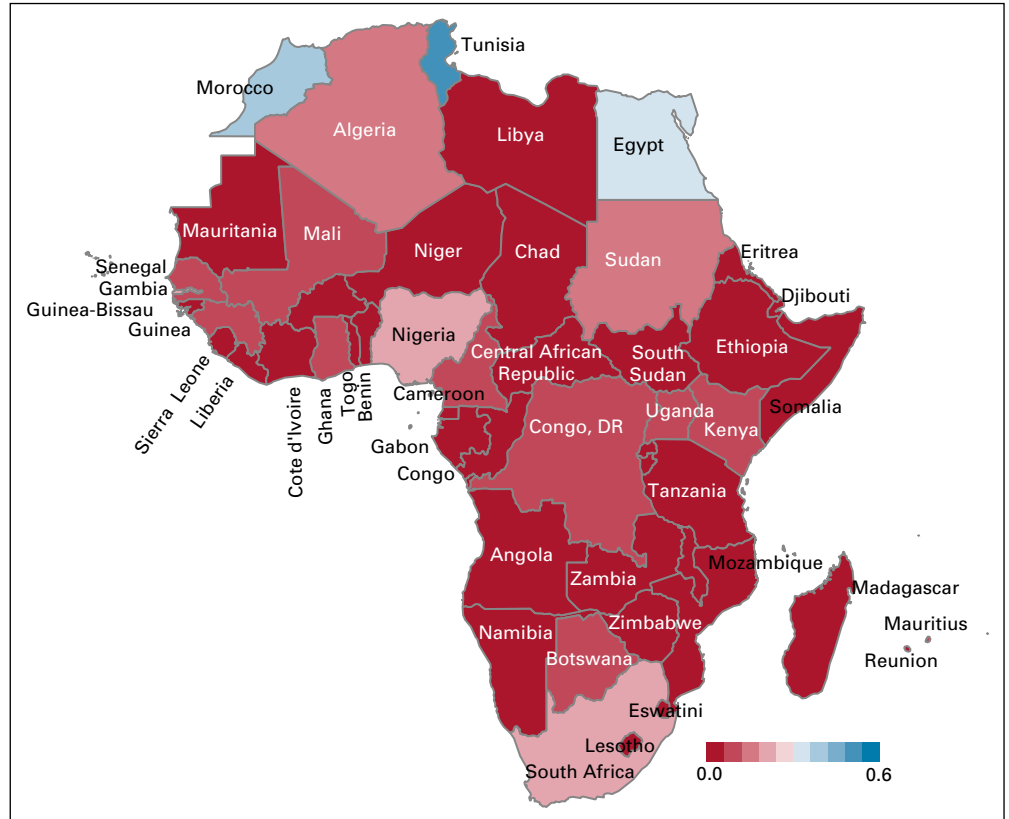 Tunisia
Morocco
Algeria
Libya
Egypt
Mauritania
Mali
Niger
Chad
Sudan
Eritrea
Senegal
Gambia
Guinea-Bissau
Guinea
Djibouti
Nigeria
Central African
Republic
South
Sudan
Ethiopia
Sierra Leone
Liberia
Cote d'Ivoire
Ghana
Togo
Benin
Cameroon
Uganda
Kenya
Somalia
Gabon
Congo
Congo, DR
Tanzania
Angola
Zambia
Mozambique
Madagascar
Namibia
Zimbabwe
Mauritius
Botswana
Reunion
Eswatini
Lesotho
South Africa
0.0
0.6